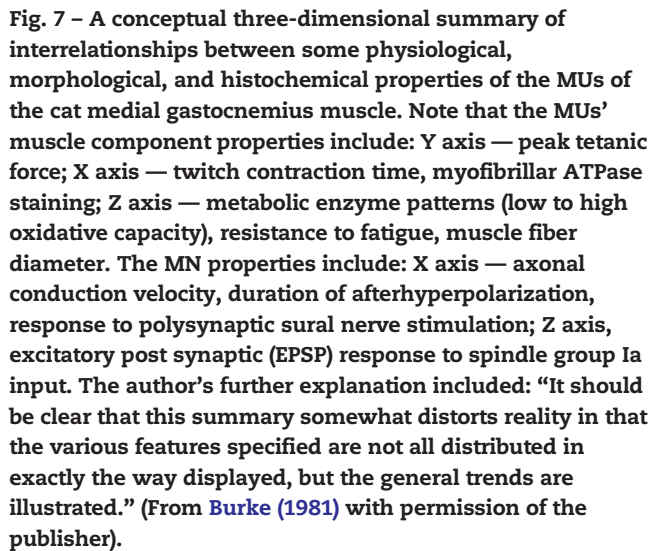 Fig. 7 – A conceptual three-dimensional summary of
interrelationships between some physiological,
morphological, and histochemical properties of the MUs of
the cat medial gastocnemius muscle. Note that the MUs’
muscle component properties include: Y axis — peak tetanic
force; X axis — twitch contraction time, myofibrillar ATPase
staining; Z axis — metabolic enzyme patterns (low to high
oxidative capacity), resistance to fatigue, muscle fiber
diameter. The MN properties include: X axis — axonal
conduction velocity, duration of afterhyperpolarization,
response to polysynaptic sural nerve stimulation; Z axis,
excitatory post synaptic (EPSP) response to spindle group Ia
input. The author’s further explanation included: “It should
be clear that this summary somewhat distorts reality in that
the various features specified are not all distributed in
exactly the way displayed, but the general trends are
illustrated.” (From Burke (1981) with permission of the
publisher).